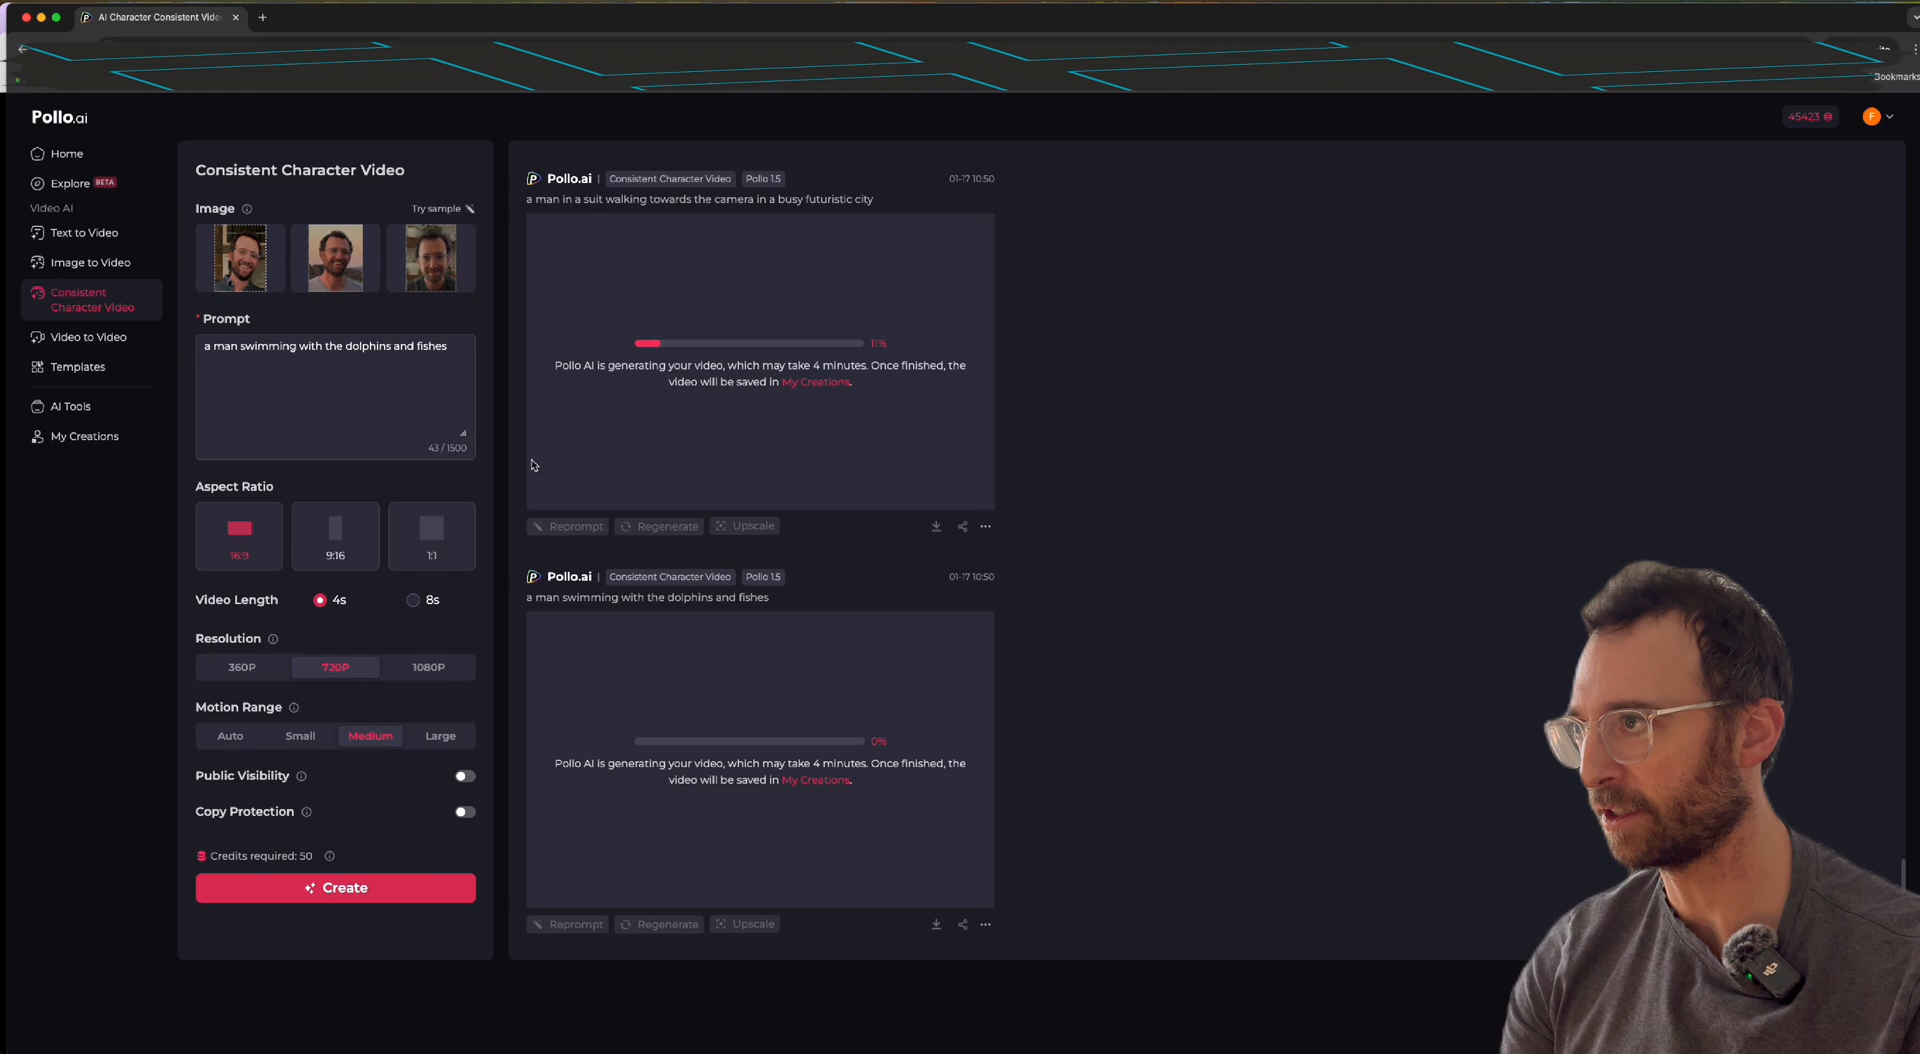 AI Character Consistent Vide
Bookmarks
Pollo.ai
45423
F
Home
Explore BETA
Video AI
Text to Video
Image to Video
Consistent
Character Video
Video to Video
Templates
AI Tools
My Creations
Consistent Character Video
Image
Try sample
* Prompt
a man swimming with the dolphins and fishes
43 / 1500
Aspect Ratio
16:9 9:16 1:1
Video Length 4s 8s
Resolution
360P 720P 1080P
Motion Range
Auto Small Medium Large
Public Visibility
Copy Protection
Credits required: 50
Create
Pollo.ai | Consistent Character Video Pollo 1.5 01-17 10:50
a man in a suit walking towards the camera in a busy futuristic city
11%
Pollo AI is generating your video, which may take 4 minutes. Once finished, the
video will be saved in My Creations.
Reprompt Regenerate Upscale
Pollo.ai | Consistent Character Video Pollo 1.5 01-17 10:50
a man swimming with the dolphins and fishes
0%
Pollo AI is generating your video, which may take 4 minutes. Once finished, the
video will be saved in My Creations.
Reprompt Regenerate Upscale